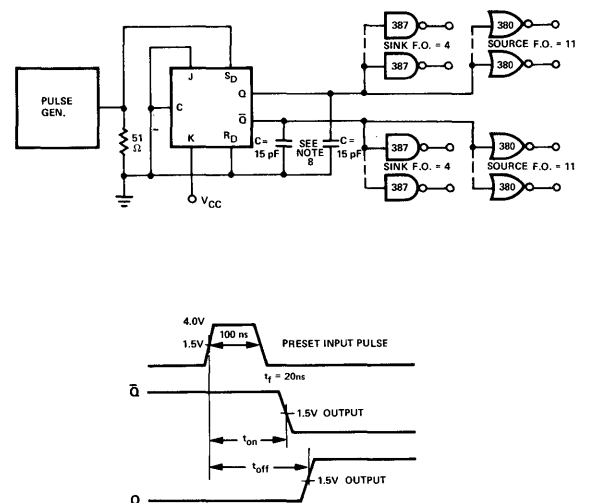 387
380
SINK F.O. = 4
SOURCE F.O. = 11
387
380
PULSE
GEN.
51
Ω
J
S_D
C
Q
Q̄
K
R_D
C =
15 pF
SEE
NOTE
8
C =
15 pF
V_CC
387
380
SINK F.O. = 4
SOURCE F.O. = 11
387
380
4.0V
1.5V
100 ns
PRESET INPUT PULSE
t_f = 20ns
Q̄
1.5V OUTPUT
t_on
t_off
1.5V OUTPUT
Q